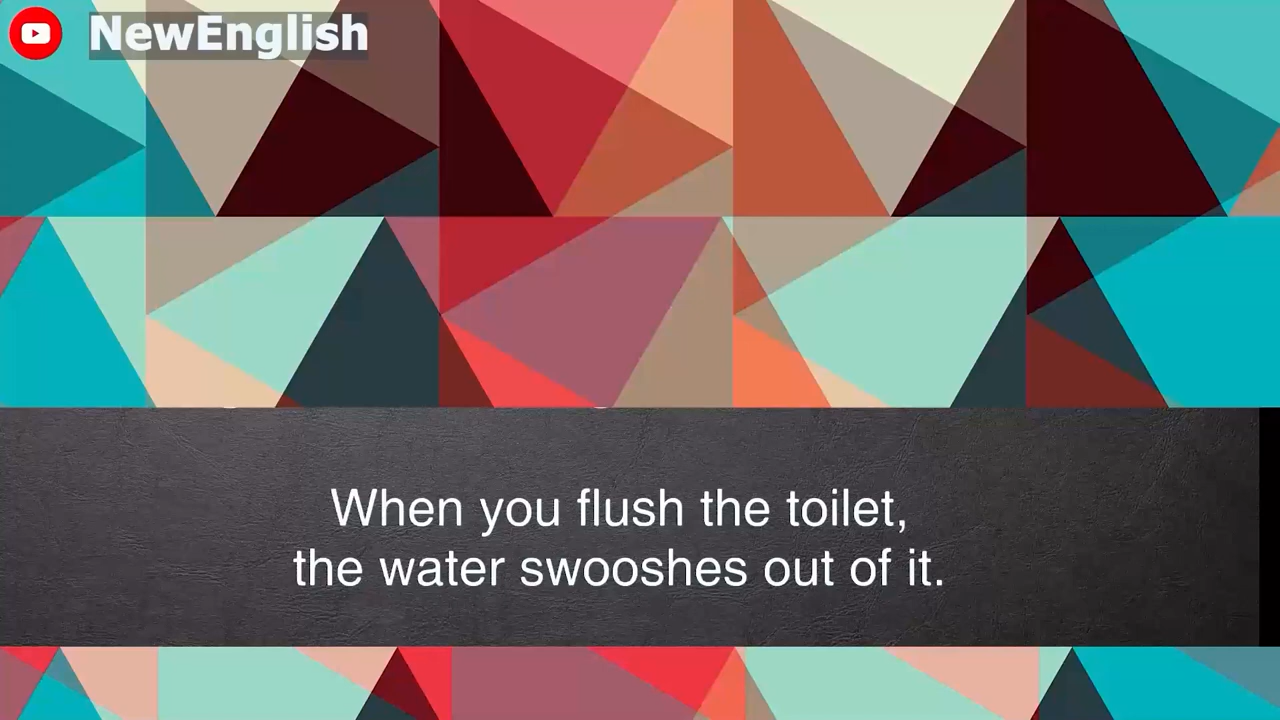 NewEnglish
When you flush the toilet,
the water swooshes out of it.